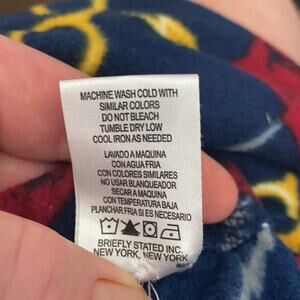 MACHINE WASH COLD WITH
SIMILAR COLORS
DO NOT BLEACH
TUMBLE DRY LOW
COOL IRON AS NEEDED
LAVADO A MAQUINA
CON AGUA FRIA
CON COLORES SIMILARES
NO USAR BLANQUEADOR
SECAR A MAQUINA
CON TEMPERATURA BAJA
PLANCHAR FRIA SI ES NECESARIO
BRIEFLY STATED INC.
NEW YORK, NEW YORK